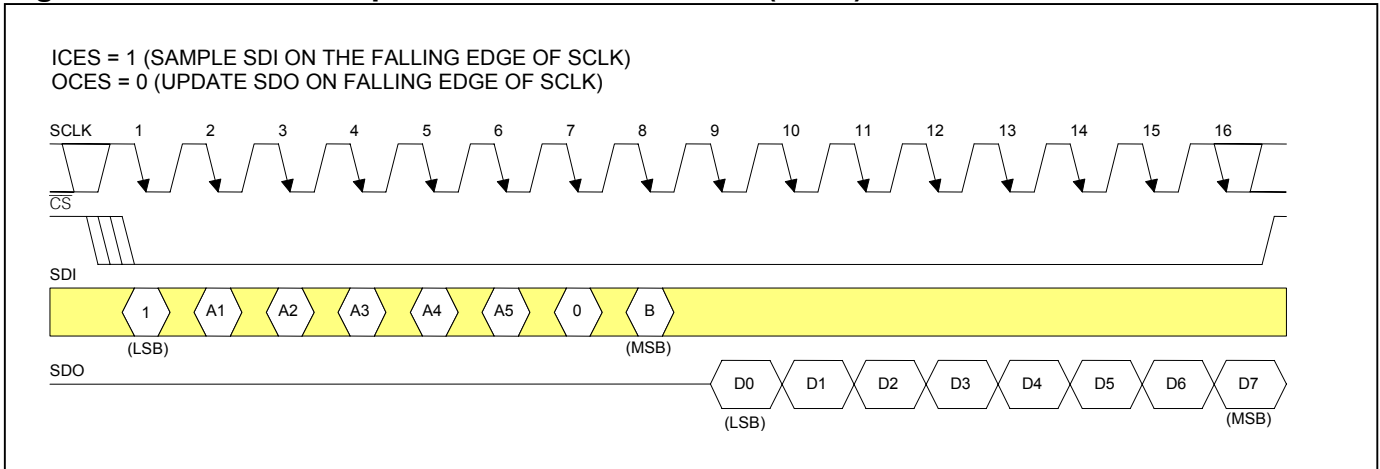 ICES = 1 (SAMPLE SDI ON THE FALLING EDGE OF SCLK)
OCES = 0 (UPDATE SDO ON FALLING EDGE OF SCLK)
SCLK 1 2 3 4 5 6 7 8 9 10 11 12 13 14 15 16
CS
SDI
1 A1 A2 A3 A4 A5 0 B
(LSB) (MSB)
SDO
D0 D1 D2 D3 D4 D5 D6 D7
(LSB) (MSB)